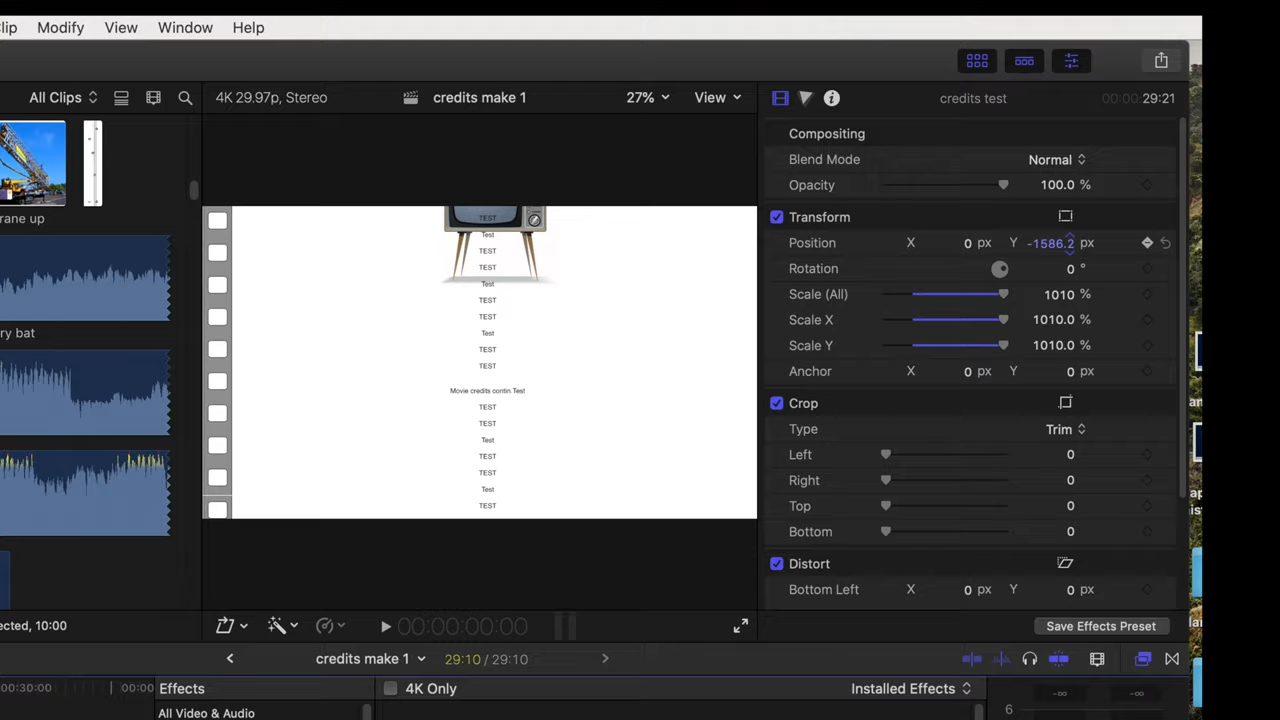 Modify View Window Help
All Clips
4K 29.97p, Stereo credits make 1 27% View
credits test 29:21
Compositing
Blend Mode Normal
Opacity 100.0 %
Transform
Position X 0 px Y -1586.2 px
Rotation 0 °
Scale (All) 1010 %
Scale X 1010.0 %
Scale Y 1010.0 %
Anchor X 0 px Y 0 px
Crop
Type Trim
Left 0
Right 0
Top 0
Bottom 0
Distort
Bottom Left X 0 px Y 0 px
Save Effects Preset
rane up
ry bat
TEST
Test
TEST
TEST
Test
TEST
TEST
Test
TEST
TEST
Movie credits contin.Test
TEST
TEST
Test
TEST
TEST
Test
TEST
ected, 10:00
00:00:00:00
credits make 1 29:10 / 29:10
00:30:00 00:00
Effects 4K Only Installed Effects
All Video & Audio
6 -∞ -∞